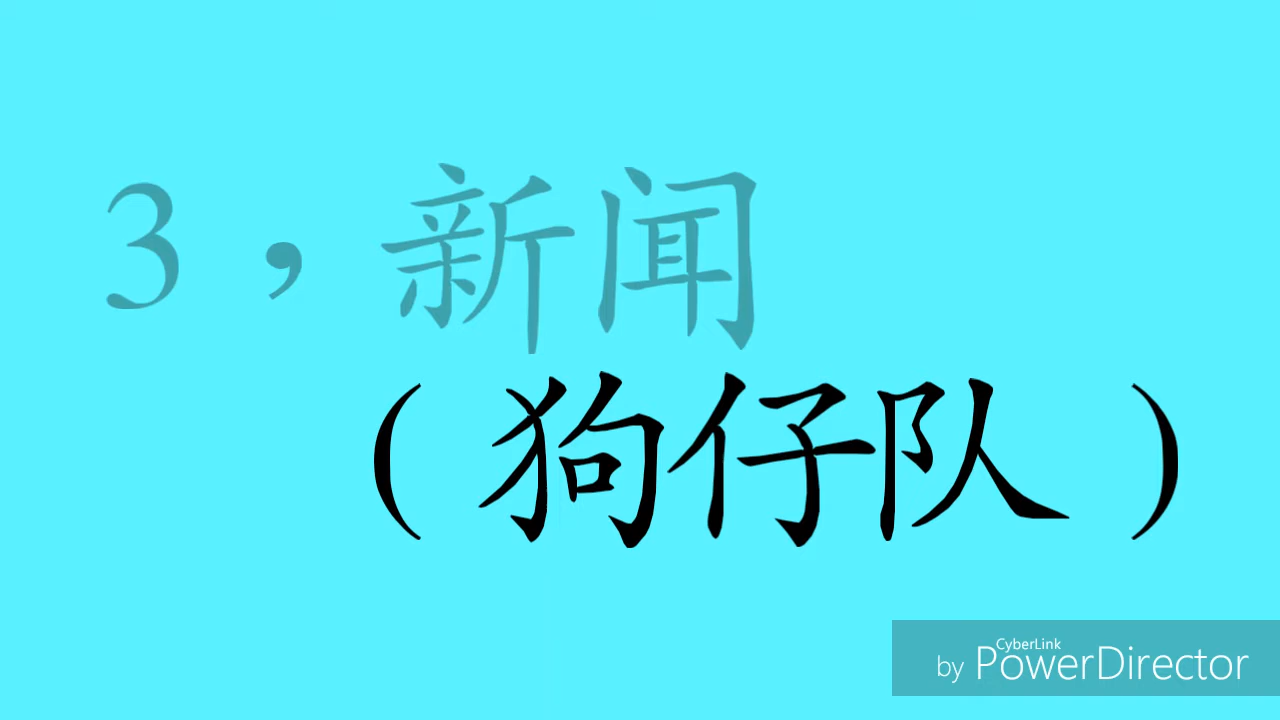 3，新闻
（狗仔队）
CyberLink
by PowerDirector